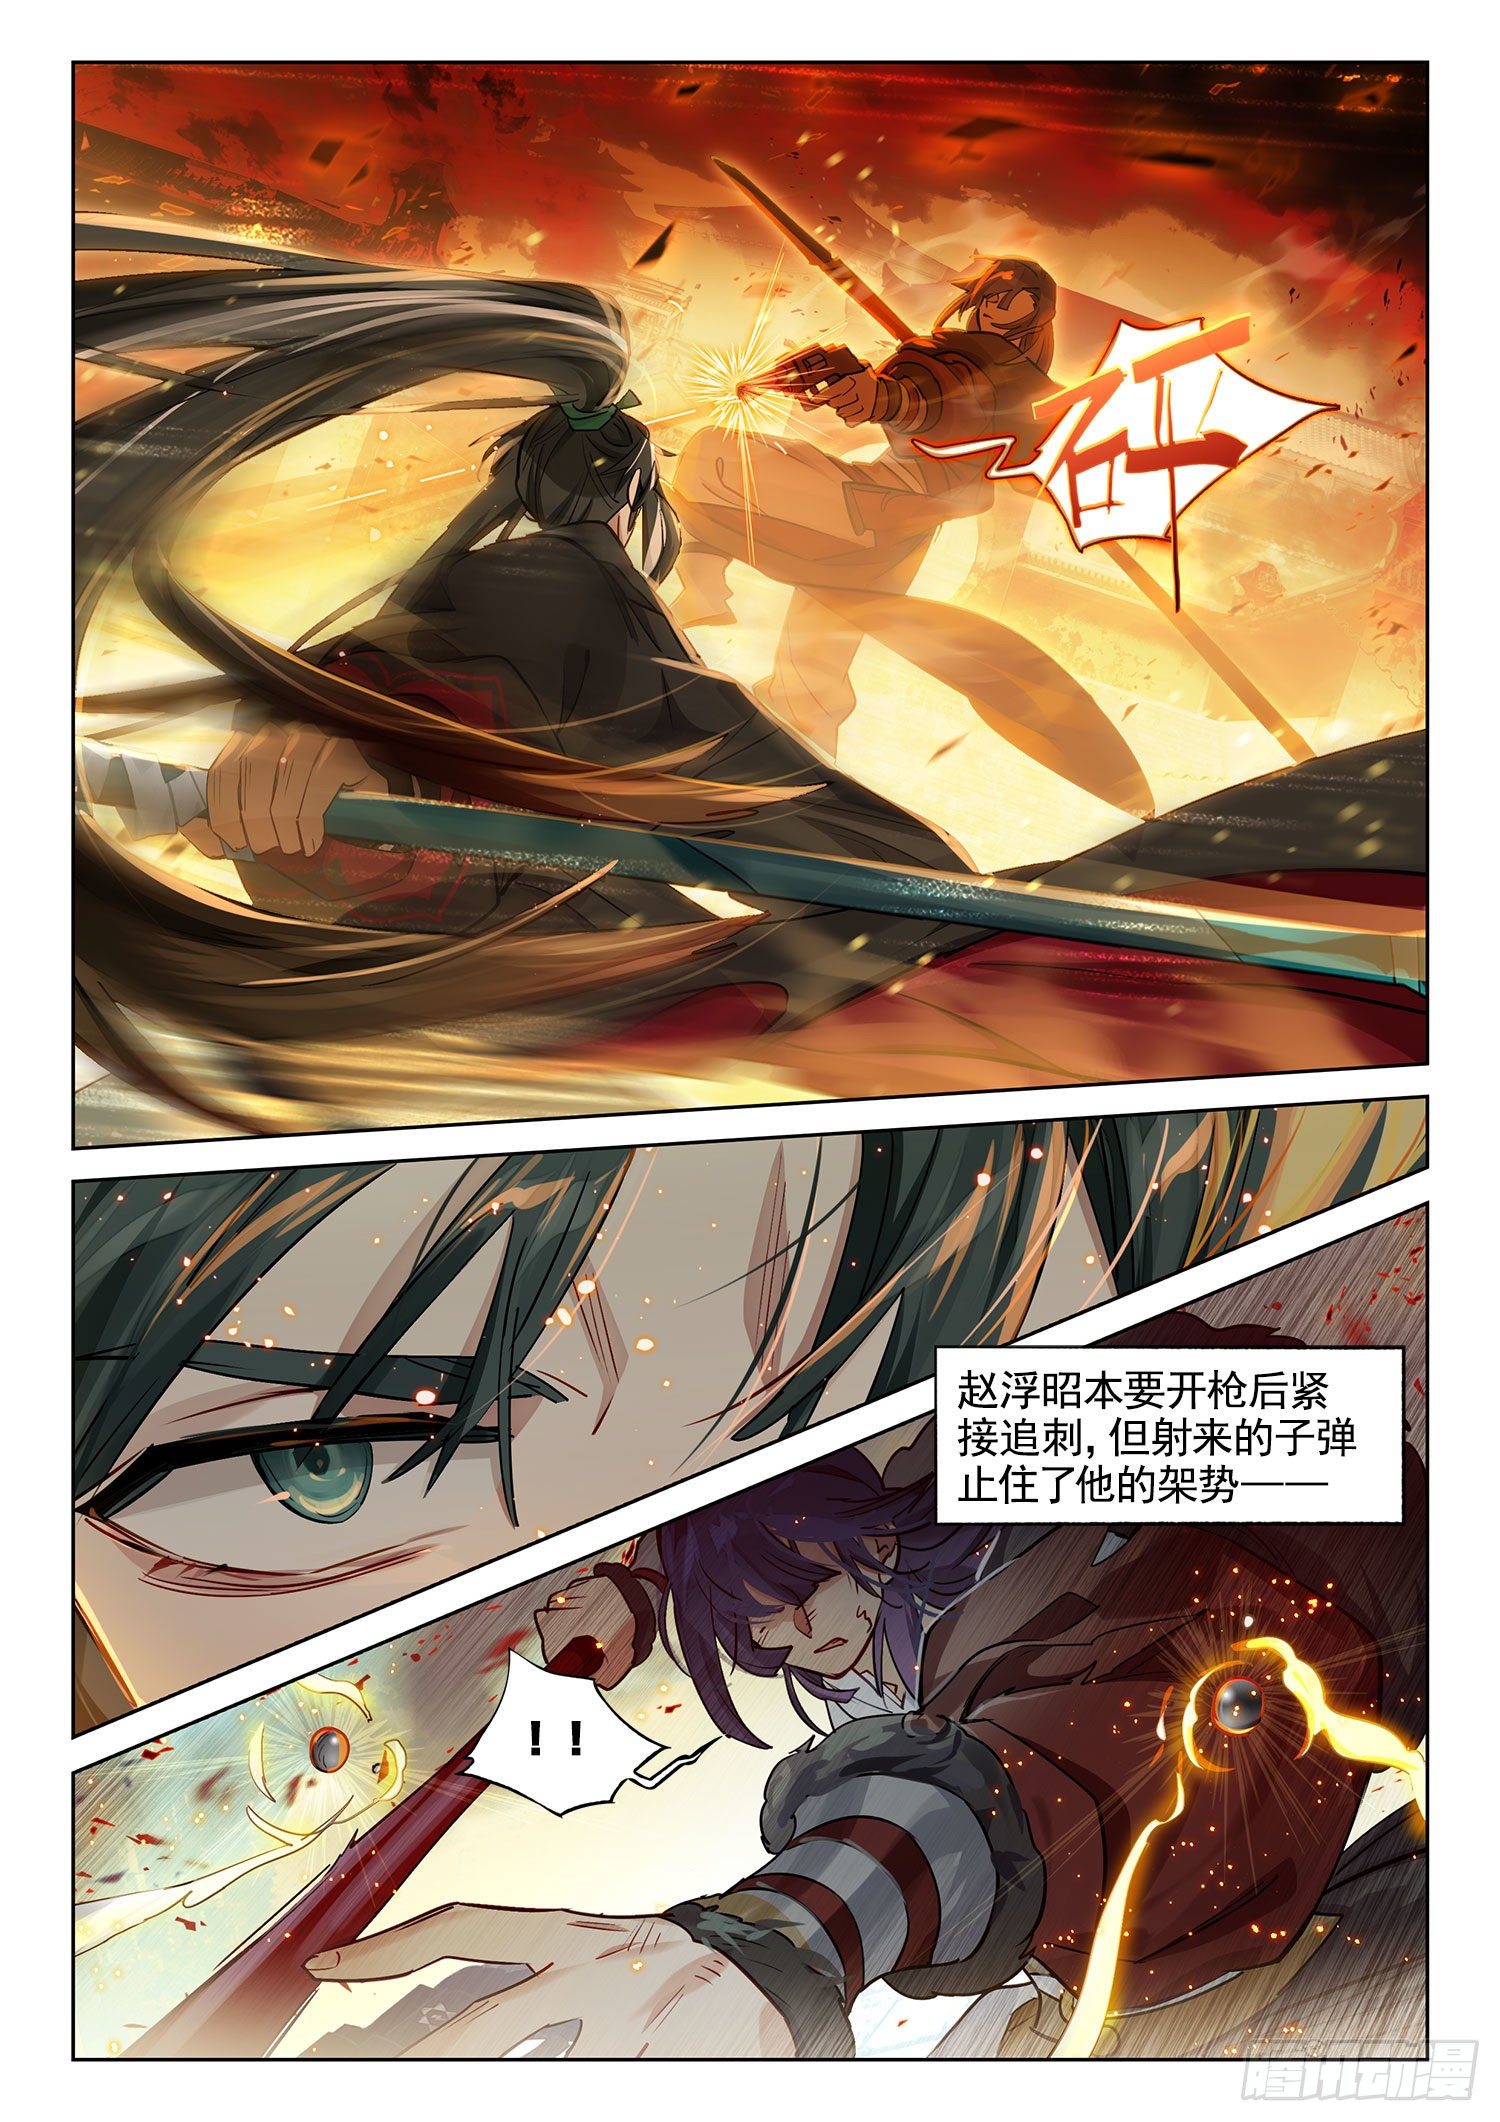 砰
赵浮昭本要开枪后紧
接追刺，但射来的子弹
止住了他的架势——
！！
腾讯动漫